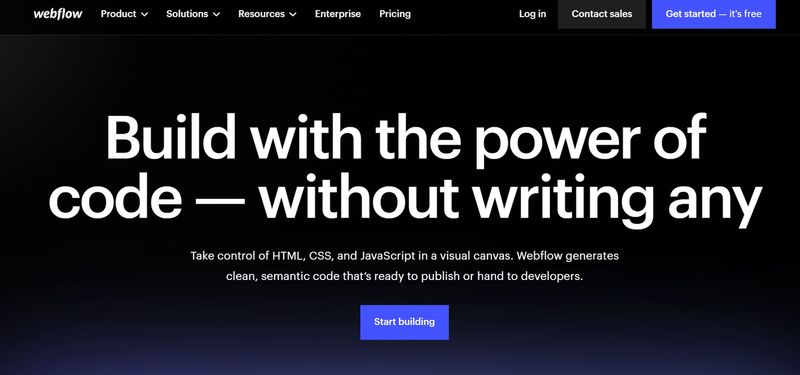 webflow Product Solutions Resources Enterprise Pricing Log in Contact sales Get started — it's free
Build with the power of
code — without writing any
Take control of HTML, CSS, and JavaScript in a visual canvas. Webflow generates
clean, semantic code that’s ready to publish or hand to developers.
Start building